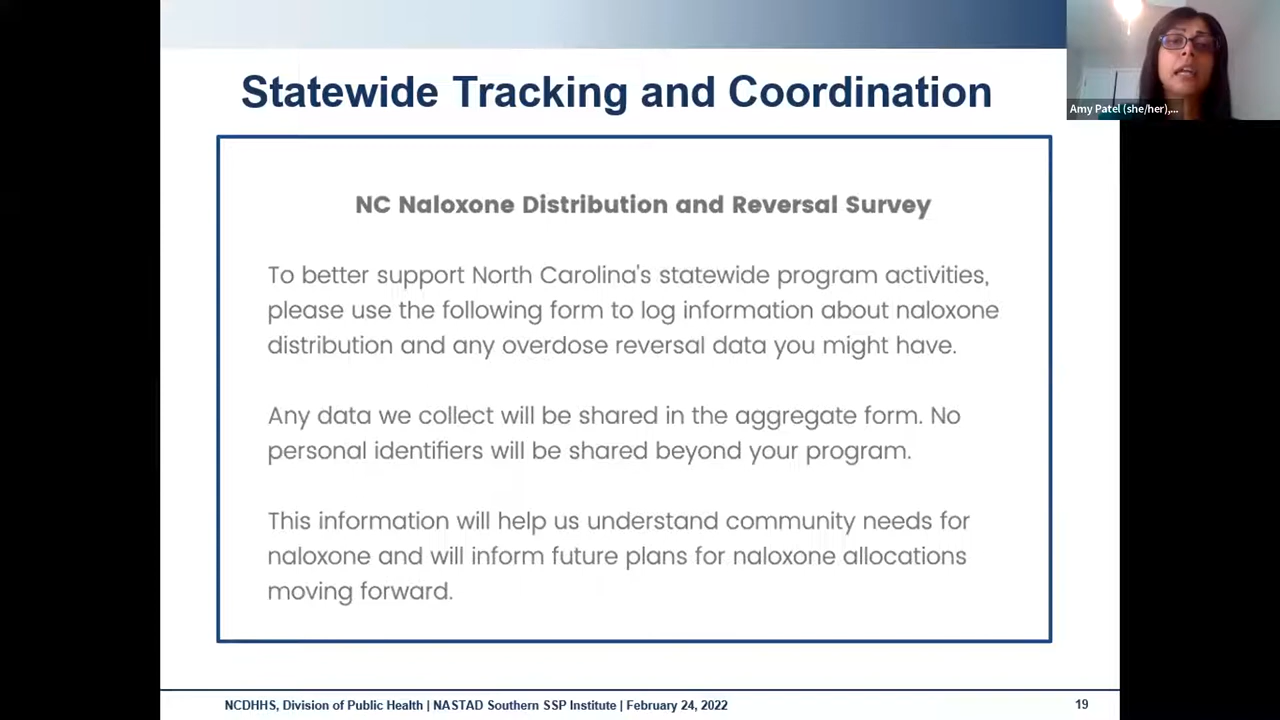 Statewide Tracking and Coordination
Amy Patel (she/her),...
NC Naloxone Distribution and Reversal Survey
To better support North Carolina's statewide program activities,
please use the following form to log information about naloxone
distribution and any overdose reversal data you might have.
Any data we collect will be shared in the aggregate form. No
personal identifiers will be shared beyond your program.
This information will help us understand community needs for
naloxone and will inform future plans for naloxone allocations
moving forward.
NCDHHS, Division of Public Health | NASTAD Southern SSP Institute | February 24, 2022
19